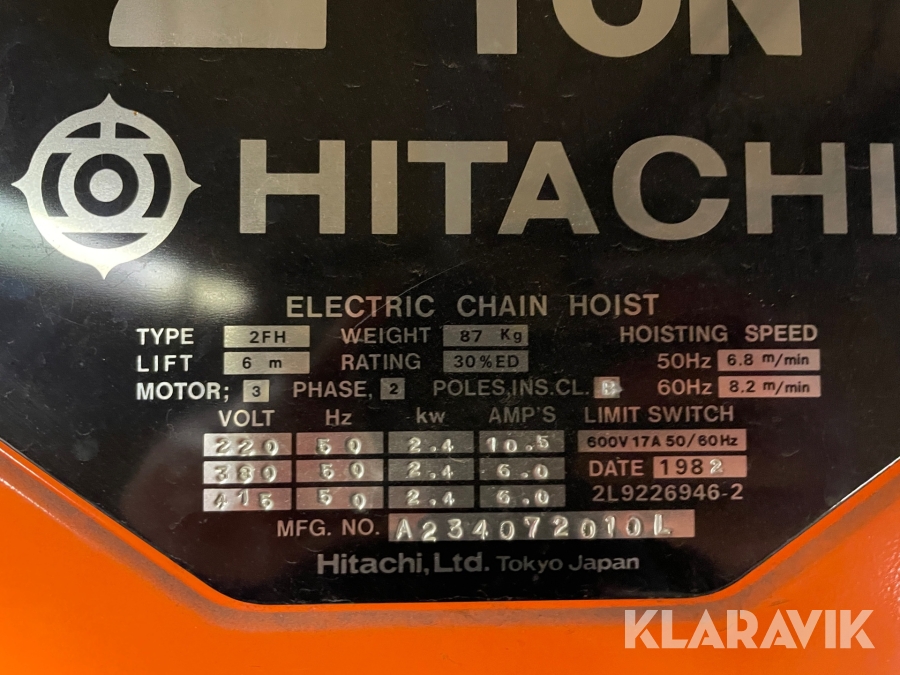 2 TON
HITACHI
ELECTRIC CHAIN HOIST
TYPE 2FH WEIGHT 87 Kg HOISTING SPEED
LIFT 6 m RATING 30%ED 50Hz 6.8 m/min
MOTOR; 3 PHASE, 2 POLES,INS.CL. B 60Hz 8.2 m/min
VOLT Hz kw AMP'S LIMIT SWITCH
220 50 2.4 10.5 600V 17A 50/60Hz
380 50 2.4 6.0 DATE 1982
415 50 2.4 6.0 2L9226946-2
MFG. NO. A234072010L
Hitachi, Ltd. Tokyo Japan
KLARAVIK